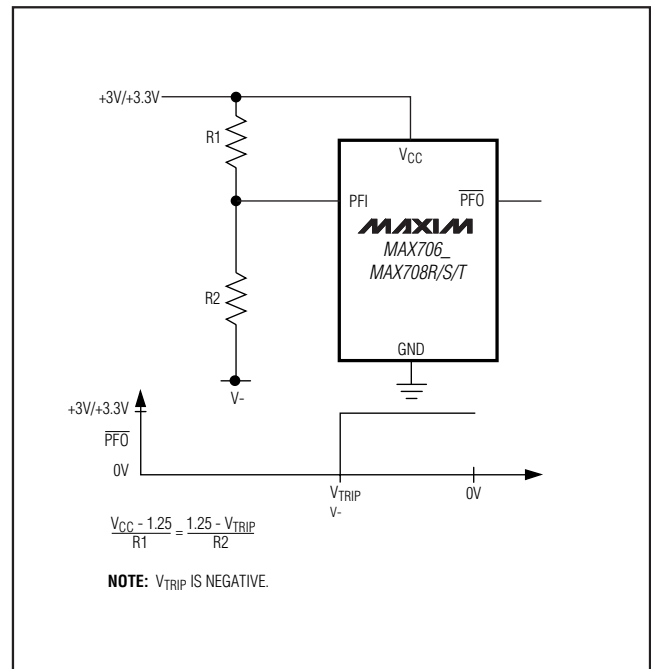 +3V/+3.3V
R1
VCC
PFI
PFO
MAXIM
MAX706_
MAX708R/S/T
R2
GND
V-
+3V/+3.3V
PFO
0V
VTRIP
V-
0V
VCC - 1.25
R1
=
1.25 - VTRIP
R2
NOTE: VTRIP IS NEGATIVE.